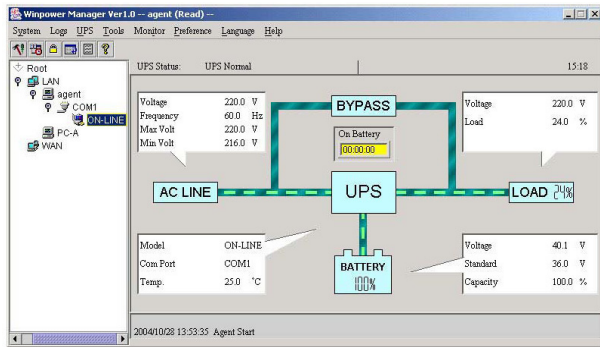 Winpower Manager Ver1.0 -- agent (Read) --
System Logs UPS Tools Monitor Preference Language Help
Root
LAN
agent
COM1
ON-LINE
PC-A
WAN
UPS Status: UPS Normal 15:18
Voltage 220.0 V
Frequency 60.0 Hz
Max Volt 220.0 V
Min Volt 216.0 V
BYPASS
On Battery
00:00:00
Voltage 220.0 V
Load 24.0 %
AC LINE
UPS
LOAD 24%
Model ON-LINE
Com Port COM1
Temp. 25.0 °C
BATTERY
100%
Voltage 40.1 V
Standard 36.0 V
Capacity 100.0 %
2004/10/28 13:53:35 Agent Start